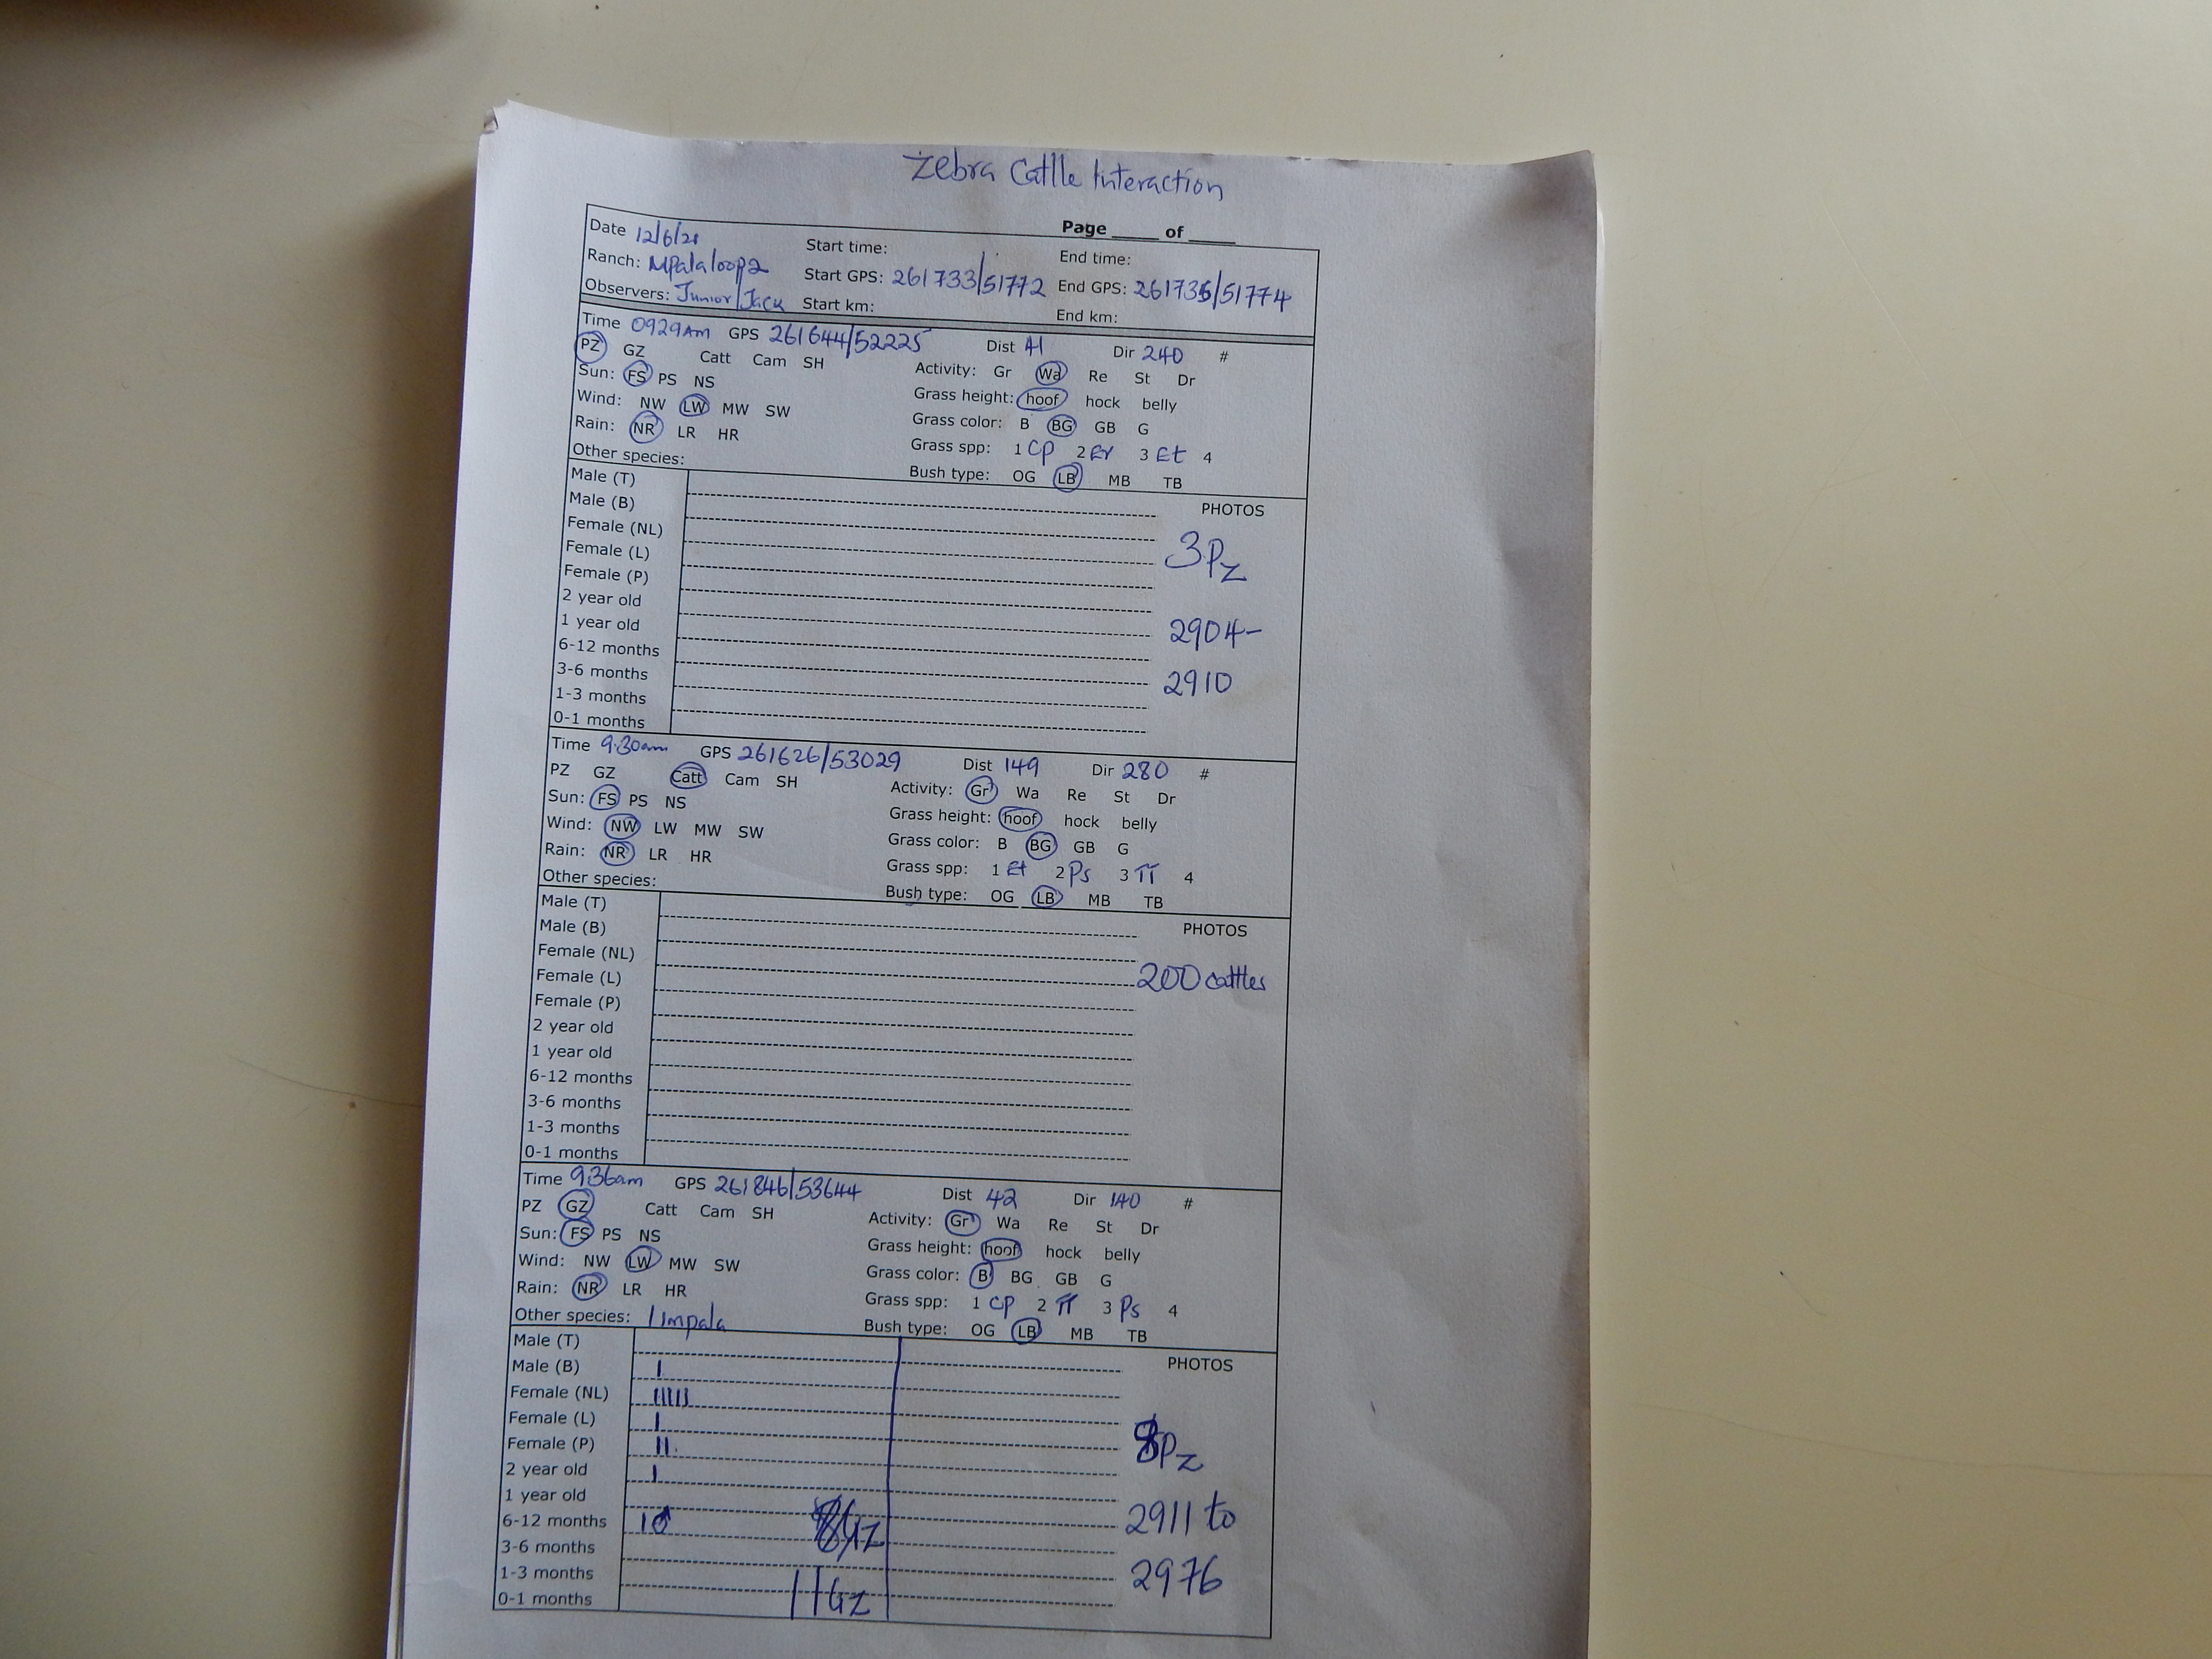 Zebra Catlle Interaction
Page ____ of ____
Date 12/6/21 Start time: End time:
Ranch: Mpala loop 2 Start GPS: 261733/51772 End GPS: 261735/51774
Observers: Junior/Jack Start km: End km:
Time 0929Am GPS 261644/52225 Dist 41 Dir 240 #
PZ GZ Catt Cam SH Activity: Gr Wa Re St Dr
Sun: FS PS NS Grass height: hoof hock belly
Wind: NW LW MW SW Grass color: B BG GB G
Rain: NR LR HR Grass spp: 1 Cp 2 Er 3 Et 4
Other species: Bush type: OG LB MB TB
Male (T) PHOTOS
Male (B)
Female (NL) 3Pz
Female (L)
Female (P)
2 year old
1 year old 2904-
6-12 months
3-6 months 2910
1-3 months
0-1 months
Time 9.30am GPS 261626/53029 Dist 149 Dir 280 #
PZ GZ Catt Cam SH Activity: Gr Wa Re St Dr
Sun: FS PS NS Grass height: hoof hock belly
Wind: NW LW MW SW Grass color: B BG GB G
Rain: NR LR HR Grass spp: 1 Et 2 Ps 3 TT 4
Other species: Bush type: OG LB MB TB
Male (T) PHOTOS
Male (B)
Female (NL)
Female (L) 200 cattles
Female (P)
2 year old
1 year old
6-12 months
3-6 months
1-3 months
0-1 months
Time 9.36am GPS 261846/53644 Dist 42 Dir 140 #
PZ GZ Catt Cam SH Activity: Gr Wa Re St Dr
Sun: FS PS NS Grass height: hoof hock belly
Wind: NW LW MW SW Grass color: B BG GB G
Rain: NR LR HR Grass spp: 1 Cp 2 TT 3 Ps 4
Other species: 1 Impala Bush type: OG LB MB TB
Male (T) PHOTOS
Male (B) I
Female (NL) IIIIII
Female (L) I
Female (P) II 8Pz
2 year old I
1 year old
6-12 months 1♂ 2911 to
3-6 months
1-3 months 2976
0-1 months 11Gz